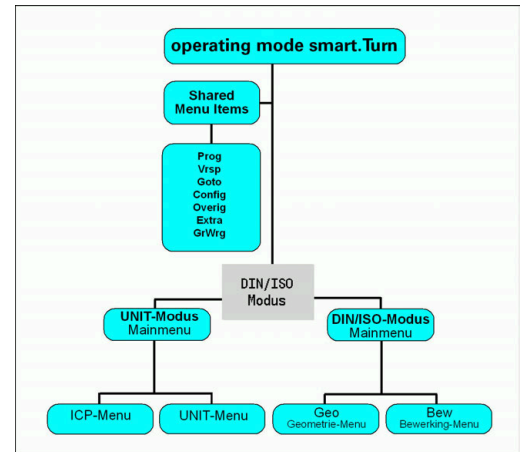 operating mode smart.Turn
Shared
Menu Items
Prog
Vrsp
Goto
Config
Overig
Extra
GrWrg
DIN/ISO
Modus
UNIT-Modus
Mainmenu
DIN/ISO-Modus
Mainmenu
ICP-Menu
UNIT-Menu
Geo
Geometrie-Menu
Bew
Bewerking-Menu